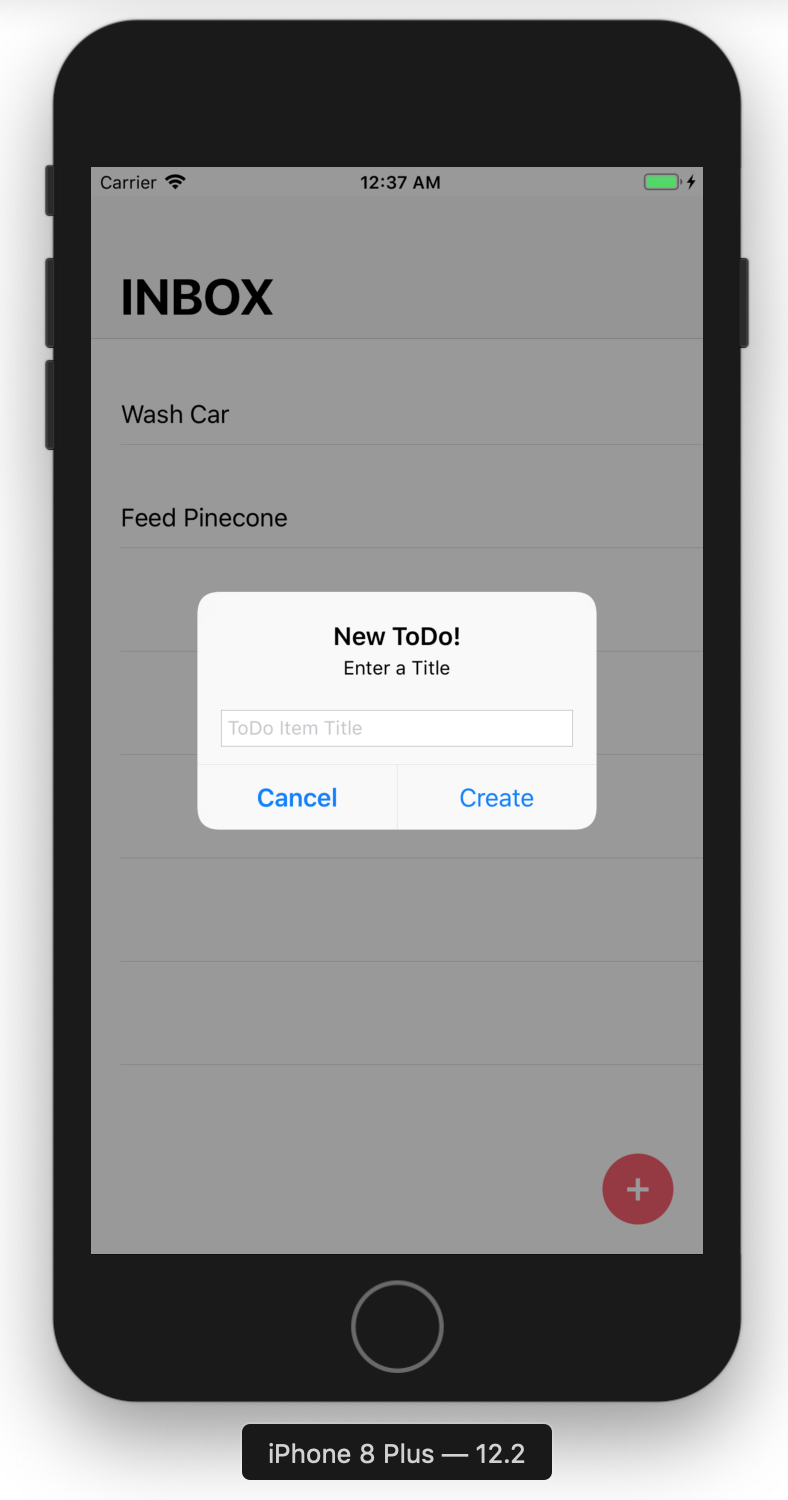 Carrier 12:37 AM
INBOX
Wash Car
Feed Pinecone
New ToDo!
Enter a Title
ToDo Item Title
Cancel Create
+
iPhone 8 Plus — 12.2